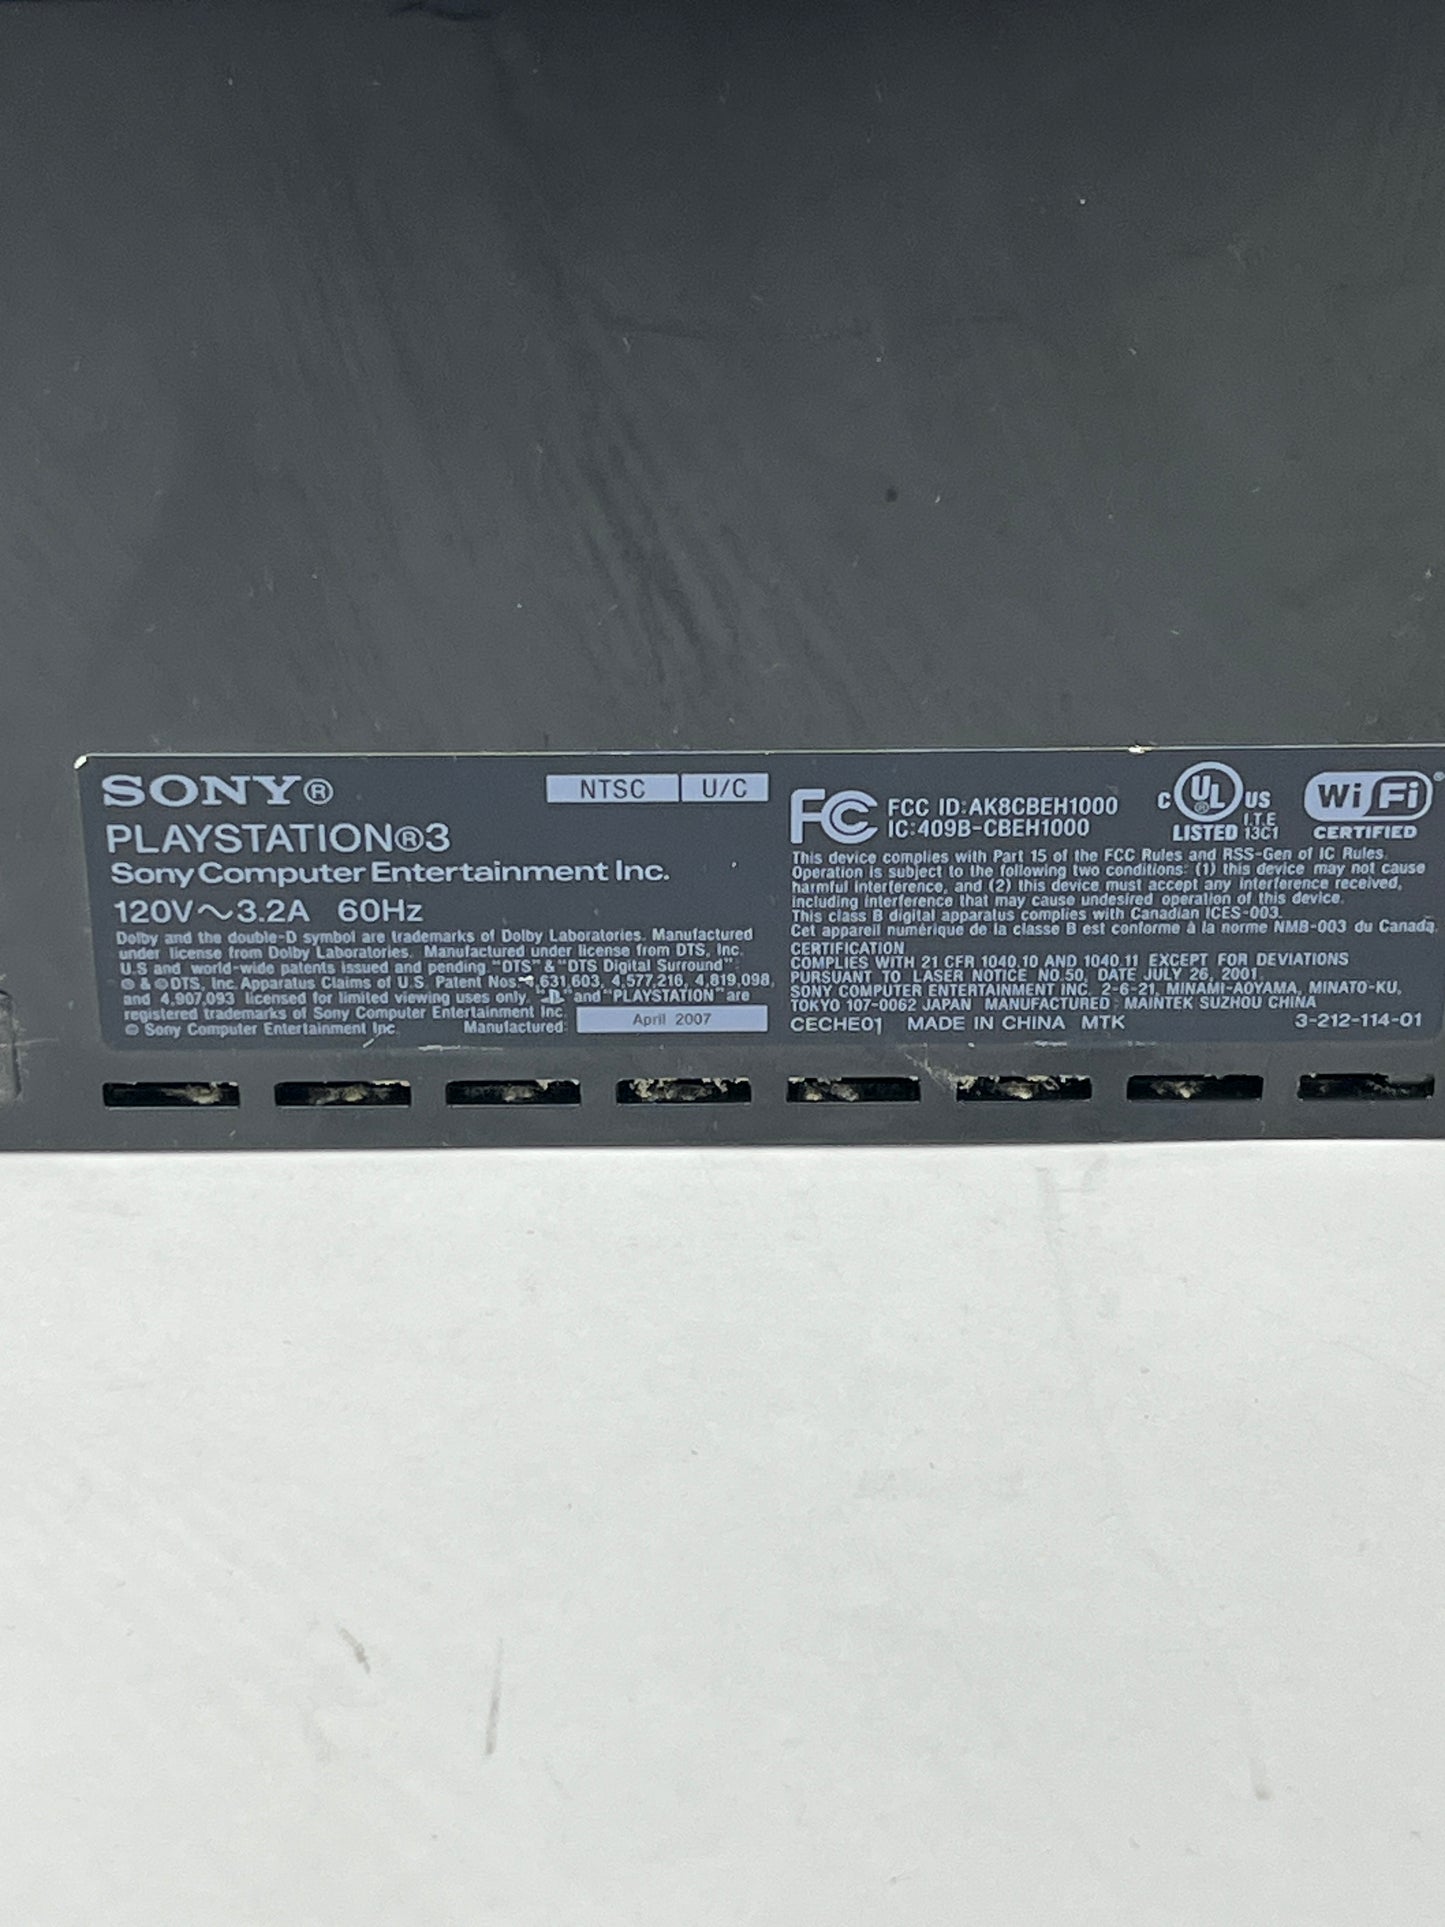 SONY®
NTSC U/C
PLAYSTATION®3
Sony Computer Entertainment Inc.
120V～3.2A 60Hz
Dolby and the double-D symbol are trademarks of Dolby Laboratories. Manufactured
under license from Dolby Laboratories. Manufactured under license from DTS, Inc.
U.S and world-wide patents issued and pending. "DTS" & "DTS Digital Surround"
© & © DTS, Inc. Apparatus Claims of U.S. Patent Nos. 4,631,603, 4,577,216, 4,819,098,
and 4,907,093 licensed for limited viewing uses only. " " and "PLAYSTATION" are
registered trademarks of Sony Computer Entertainment Inc.
© Sony Computer Entertainment Inc. Manufactured: April 2007
FC FCC ID:AK8CBEH1000
IC:409B-CBEH1000
C UL ® US
LISTED I.T.E. 13C1
Wi Fi ®
CERTIFIED
This device complies with Part 15 of the FCC Rules and RSS-Gen of IC Rules.
Operation is subject to the following two conditions: (1) this device may not cause
harmful interference, and (2) this device must accept any interference received,
including interference that may cause undesired operation of this device.
This class B digital apparatus complies with Canadian ICES-003.
Cet appareil numérique de la classe B est conforme à la norme NMB-003 du Canada.
CERTIFICATION
COMPLIES WITH 21 CFR 1040.10 AND 1040.11 EXCEPT FOR DEVIATIONS
PURSUANT TO LASER NOTICE NO.50, DATE JULY 26, 2001.
SONY COMPUTER ENTERTAINMENT INC. 2-6-21, MINAMI-AOYAMA, MINATO-KU,
TOKYO 107-0062 JAPAN MANUFACTURED : MAINTEK SUZHOU CHINA
CECHE01 MADE IN CHINA MTK 3-212-114-01